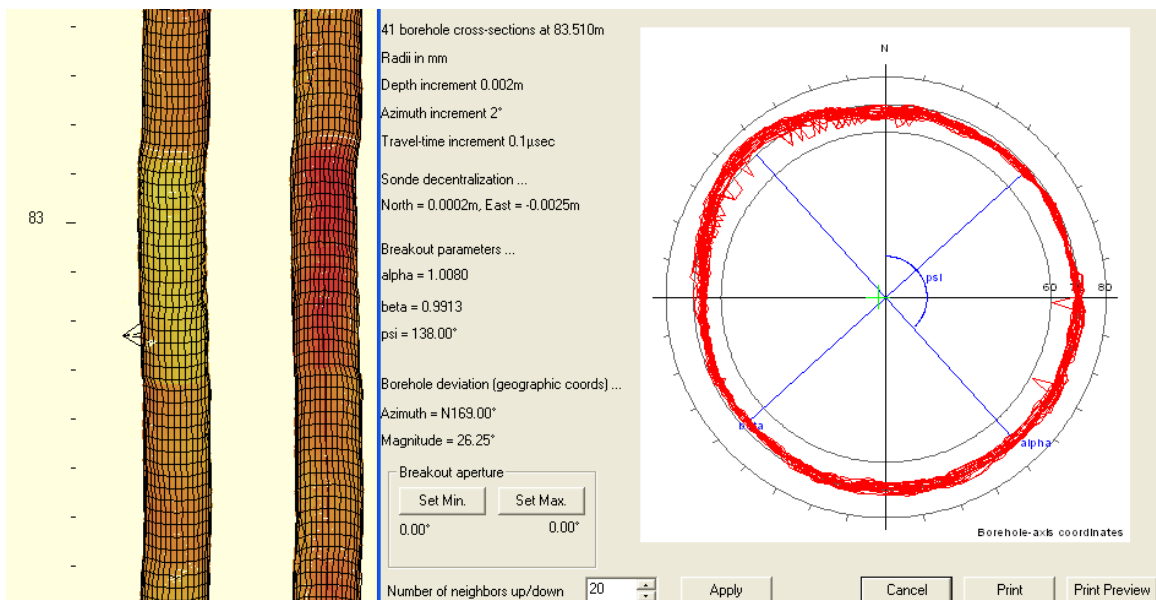 83
41 borehole cross-sections at 83.510m
Radii in mm
Depth increment 0.002m
Azimuth increment 2°
Travel-time increment 0.1µsec
Sonde decentralization ...
North = 0.0002m, East = -0.0025m
Breakout parameters ...
alpha = 1.0080
beta = 0.9913
psi = 138.00°
Borehole deviation (geographic coords) ...
Azimuth = N169.00°
Magnitude = 26.25°
Breakout aperture
Set Min. Set Max.
0.00° 0.00°
Number of neighbors up/down 20 Apply Cancel Print Print Preview
N
psi
60 70 80
beta
alpha
Borehole-axis coordinates